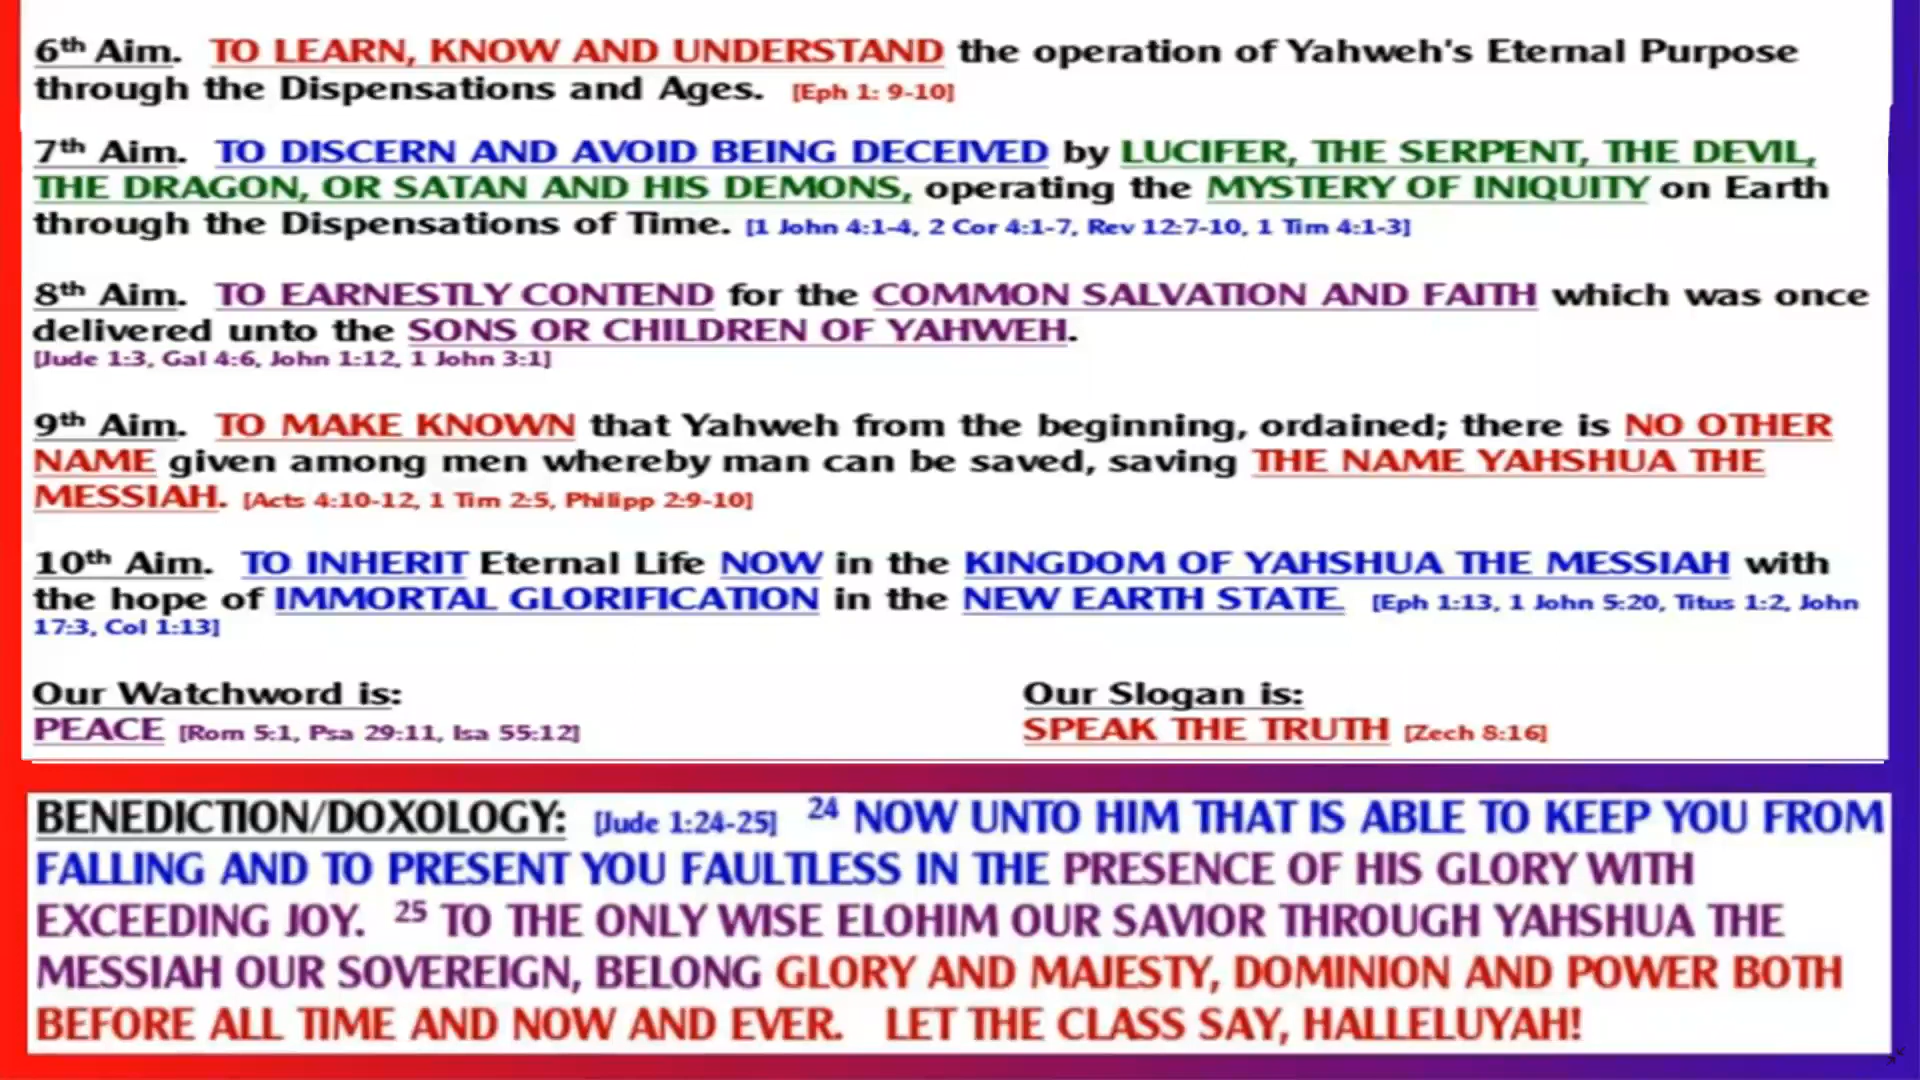 6th Aim. TO LEARN, KNOW AND UNDERSTAND the operation of Yahweh's Eternal Purpose
through the Dispensations and Ages. [Eph 1: 9-10]
7th Aim. TO DISCERN AND AVOID BEING DECEIVED by LUCIFER, THE SERPENT, THE DEVIL,
THE DRAGON, OR SATAN AND HIS DEMONS, operating the MYSTERY OF INIQUITY on Earth
through the Dispensations of Time. [1 John 4:1-4, 2 Cor 4:1-7, Rev 12:7-10, 1 Tim 4:1-3]
8th Aim. TO EARNESTLY CONTEND for the COMMON SALVATION AND FAITH which was once
delivered unto the SONS OR CHILDREN OF YAHWEH.
[Jude 1:3, Gal 4:6, John 1:12, 1 John 3:1]
9th Aim. TO MAKE KNOWN that Yahweh from the beginning, ordained; there is NO OTHER
NAME given among men whereby man can be saved, saving THE NAME YAHSHUA THE
MESSIAH. [Acts 4:10-12, 1 Tim 2:5, Philipp 2:9-10]
10th Aim. TO INHERIT Eternal Life NOW in the KINGDOM OF YAHSHUA THE MESSIAH with
the hope of IMMORTAL GLORIFICATION in the NEW EARTH STATE [Eph 1:13, 1 John 5:20, Titus 1:2, John
17:3, Col 1:13]
Our Watchword is:
PEACE [Rom 5:1, Psa 29:11, Isa 55:12]
Our Slogan is:
SPEAK THE TRUTH [Zech 8:16]
BENEDICTION/DOXOLOGY: [Jude 1:24-25] 24 NOW UNTO HIM THAT IS ABLE TO KEEP YOU FROM
FALLING AND TO PRESENT YOU FAULTLESS IN THE PRESENCE OF HIS GLORY WITH
EXCEEDING JOY. 25 TO THE ONLY WISE ELOHIM OUR SAVIOR THROUGH YAHSHUA THE
MESSIAH OUR SOVEREIGN, BELONG GLORY AND MAJESTY, DOMINION AND POWER BOTH
BEFORE ALL TIME AND NOW AND EVER. LET THE CLASS SAY, HALLELUYAH!